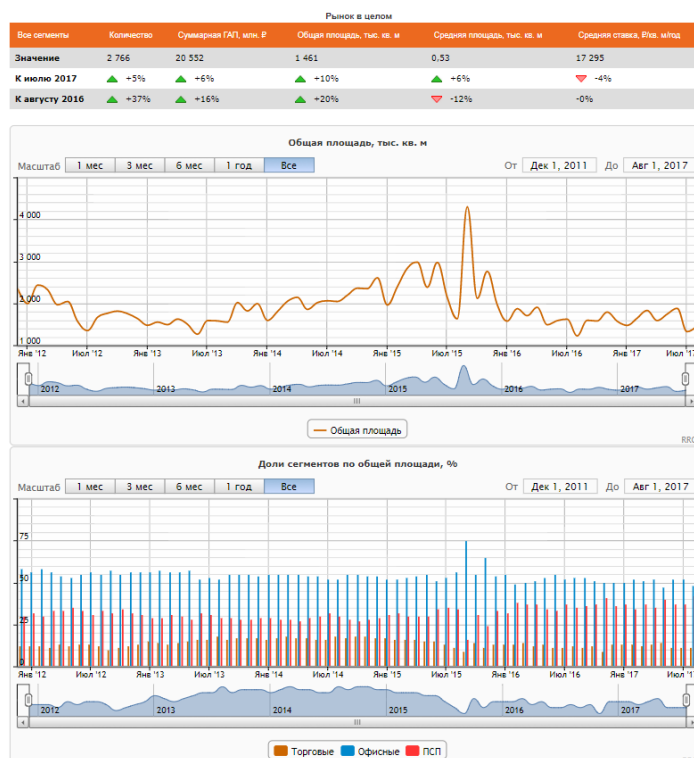 Рынок в целом
Все сегменты Количество Суммарная ГАП, млн. ₽ Общая площадь, тыс. кв. м Средняя площадь, тыс. кв. м Средняя ставка, ₽/кв. м/год
Значение 2 766 20 552 1 461 0,53 17 295
К июлю 2017 +5% +6% +10% +6% -4%
К августу 2016 +37% +16% +20% -12% -0%
Общая площадь, тыс. кв. м
Масштаб 1 мес 3 мес 6 мес 1 год Все От Дек 1, 2011 До Авг 1, 2017
4 000
3 000
2 000
1 000
Янв '12 Июл '12 Янв '13 Июл '13 Янв '14 Июл '14 Янв '15 Июл '15 Янв '16 Июл '16 Янв '17 Июл '17
2012 2013 2014 2015 2016 2017
Общая площадь
RRG
Доли сегментов по общей площади, %
Масштаб 1 мес 3 мес 6 мес 1 год Все От Дек 1, 2011 До Авг 1, 2017
75
50
25
0
Янв '12 Июл '12 Янв '13 Июл '13 Янв '14 Июл '14 Янв '15 Июл '15 Янв '16 Июл '16 Янв '17 Июл '17
2012 2013 2014 2015 2016 2017
Торговые Офисные ПСП